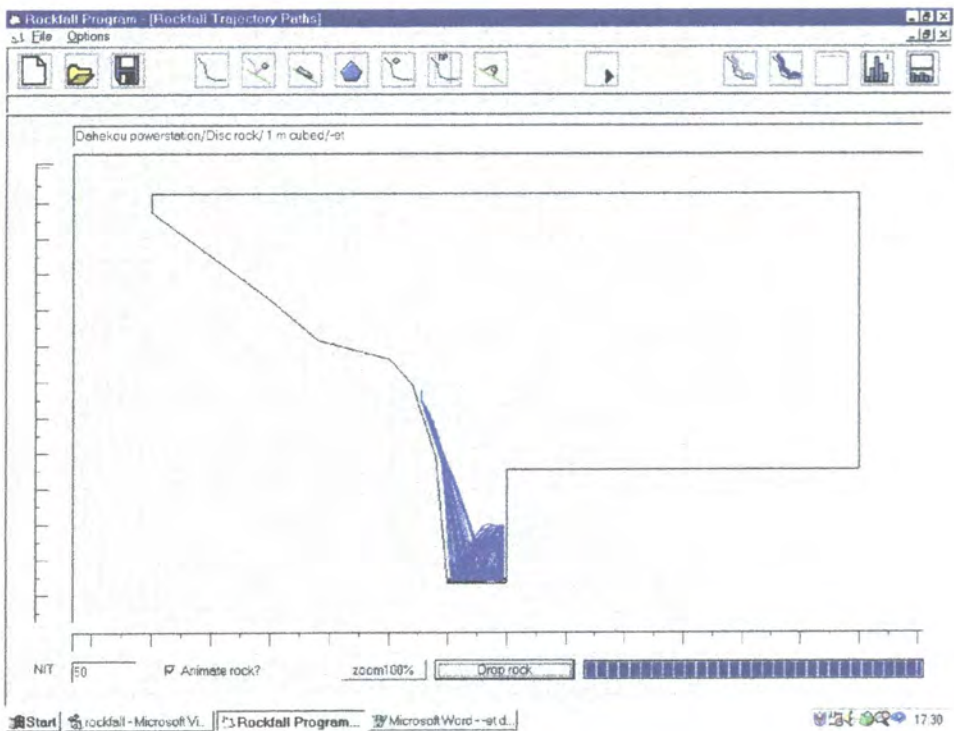 Rockfall Program - [Rockfall Trajectory Paths]
File Options
Dahekou powerstation/Disc rock/ 1 m cubed/-et
NIT 50 Animate rock? zoom100% Drop rock
Start rockfall - Microsoft Vi.. Rockfall Program... Microsoft Word - -et d... 17:30